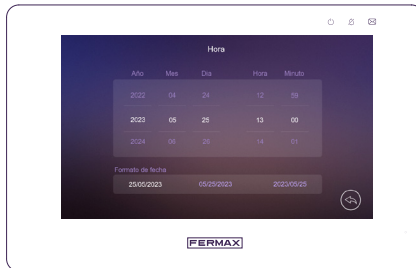 Hora
Año Mes Dia Hora Minuto
2022 04 24 12 59
2023 05 25 13 00
2024 06 26 14 01
Formato de fecha
25/05/2023 05/25/2023 2023/05/25
FERMAX